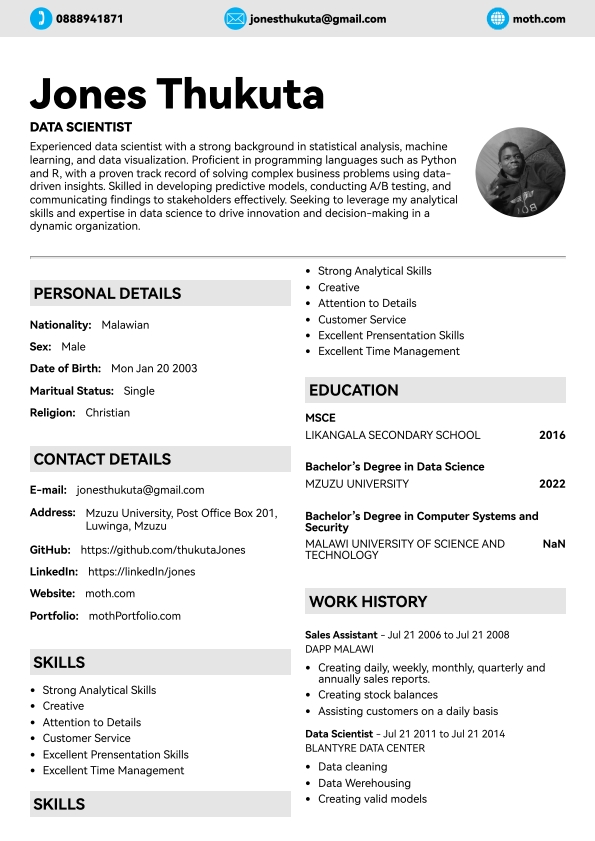 0888941871
jonesthukuta@gmail.com
moth.com
Jones Thukuta
DATA SCIENTIST
Experienced data scientist with a strong background in statistical analysis, machine
learning, and data visualization. Proficient in programming languages such as Python
and R, with a proven track record of solving complex business problems using data-
driven insights. Skilled in developing predictive models, conducting A/B testing, and
communicating findings to stakeholders effectively. Seeking to leverage my analytical
skills and expertise in data science to drive innovation and decision-making in a
dynamic organization.
PERSONAL DETAILS
Nationality: Malawian
Sex: Male
Date of Birth: Mon Jan 20 2003
Maritual Status: Single
Religion: Christian
CONTACT DETAILS
E-mail: jonesthukuta@gmail.com
Address: Mzuzu University, Post Office Box 201,
Luwinga, Mzuzu
GitHub: https://github.com/thukutaJones
LinkedIn: https://linkedIn/jones
Website: moth.com
Portfolio: mothPortfolio.com
SKILLS
• Strong Analytical Skills
• Creative
• Attention to Details
• Customer Service
• Excellent Prensentation Skills
• Excellent Time Management
SKILLS
• Strong Analytical Skills
• Creative
• Attention to Details
• Customer Service
• Excellent Prensentation Skills
• Excellent Time Management
EDUCATION
MSCE
LIKANGALA SECONDARY SCHOOL 2016
Bachelor's Degree in Data Science
MZUZU UNIVERSITY 2022
Bachelor's Degree in Computer Systems and
Security
MALAWI UNIVERSITY OF SCIENCE AND NaN
TECHNOLOGY
WORK HISTORY
Sales Assistant - Jul 21 2006 to Jul 21 2008
DAPP MALAWI
• Creating daily, weekly, monthly, quarterly and
annually sales reports.
• Creating stock balances
• Assisting customers on a daily basis
Data Scientist - Jul 21 2011 to Jul 21 2014
BLANTYRE DATA CENTER
• Data cleaning
• Data Werehousing
• Creating valid models